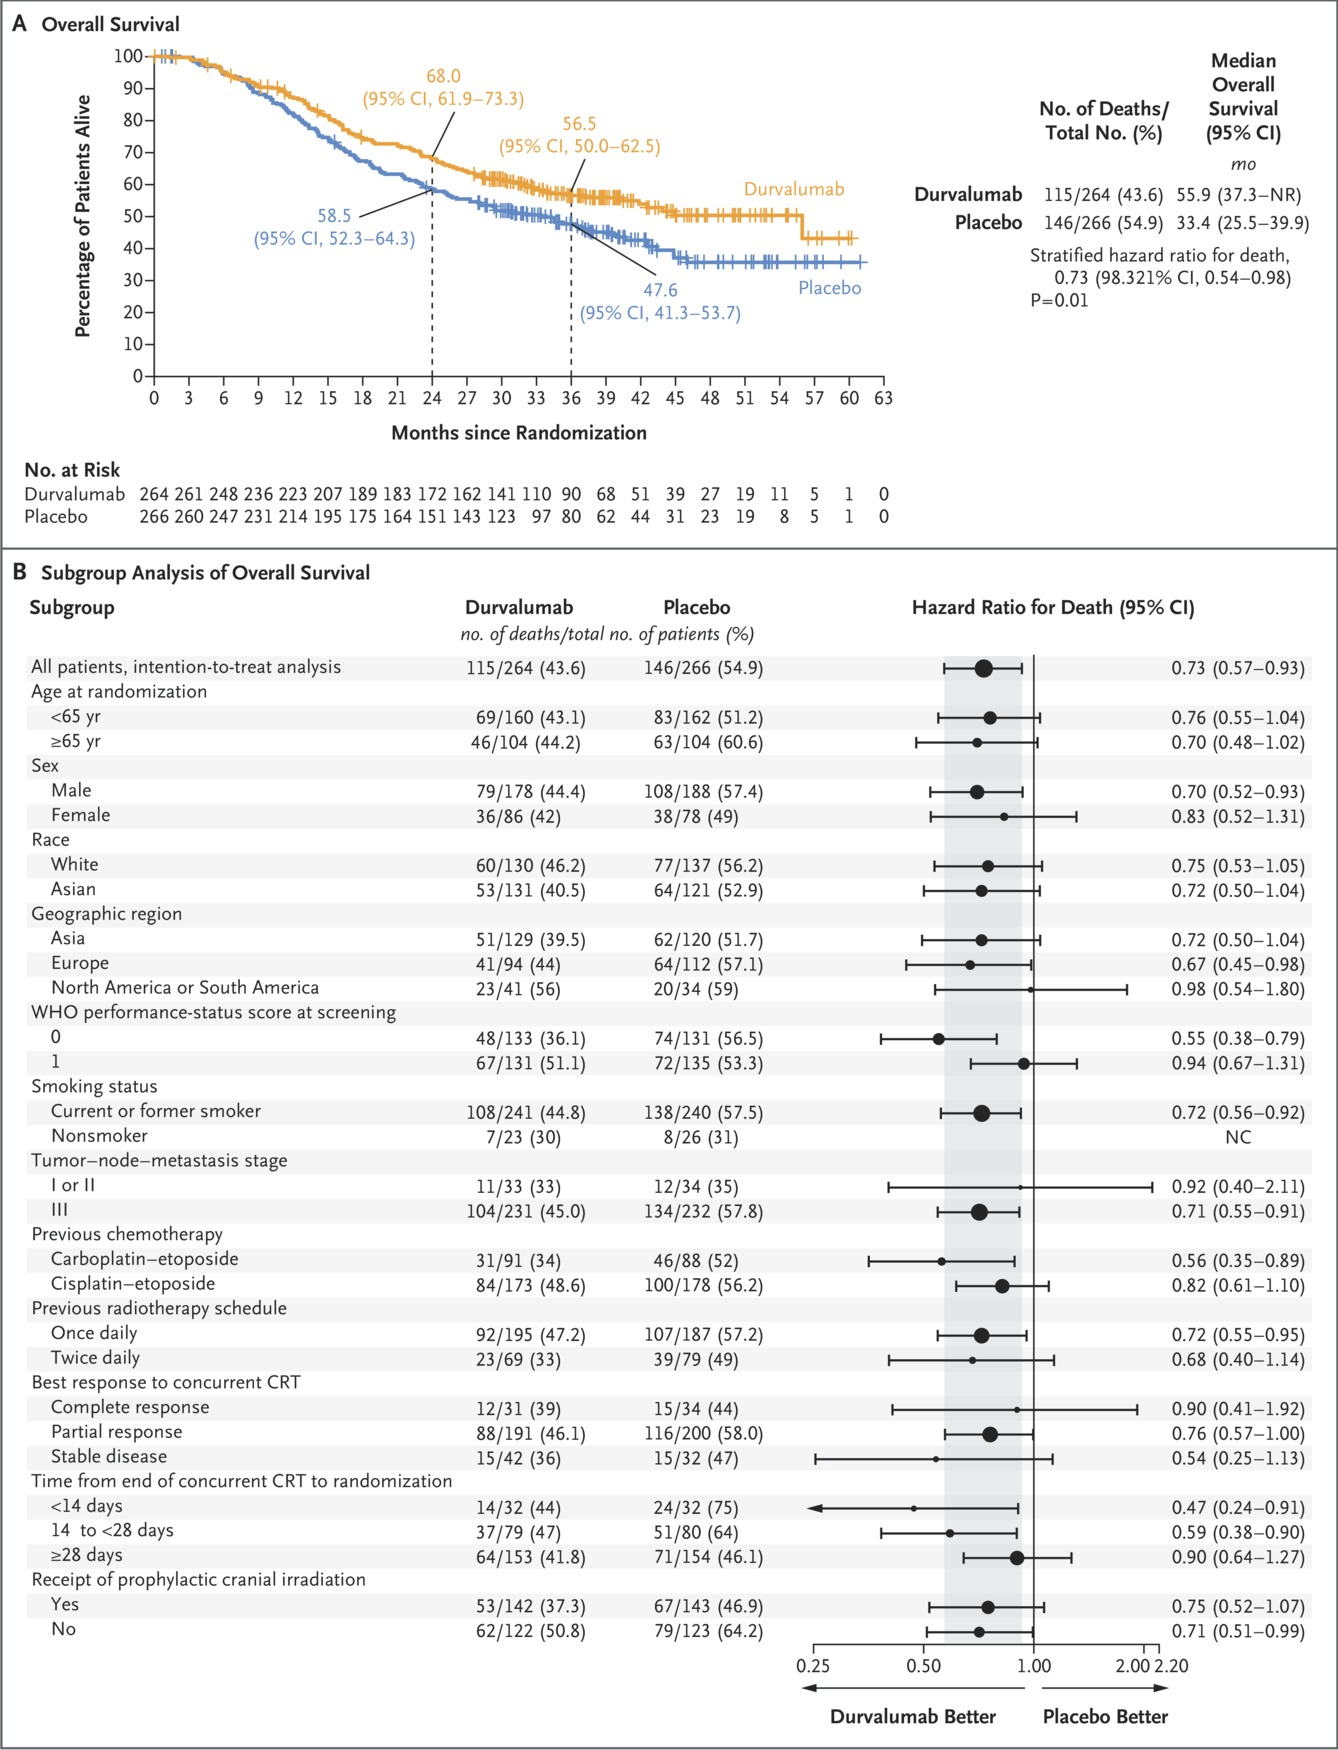 A Overall Survival
100
90
80
70
60
50
40
30
20
10
0
Percentage of Patients Alive
68.0
(95% CI, 61.9–73.3)
56.5
(95% CI, 50.0–62.5)
58.5
(95% CI, 52.3–64.3)
47.6
(95% CI, 41.3–53.7)
Durvalumab
Placebo
0 3 6 9 12 15 18 21 24 27 30 33 36 39 42 45 48 51 54 57 60 63
Months since Randomization
No. of Deaths/
Total No. (%)
Median
Overall
Survival
(95% CI)
mo
Durvalumab 115/264 (43.6) 55.9 (37.3–NR)
Placebo 146/266 (54.9) 33.4 (25.5–39.9)
Stratified hazard ratio for death,
0.73 (98.321% CI, 0.54–0.98)
P=0.01
No. at Risk
Durvalumab 264 261 248 236 223 207 189 183 172 162 141 110 90 68 51 39 27 19 11 5 1 0
Placebo 266 260 247 231 214 195 175 164 151 143 123 97 80 62 44 31 23 19 8 5 1 0
B Subgroup Analysis of Overall Survival
Subgroup Durvalumab Placebo Hazard Ratio for Death (95% CI)
no. of deaths/total no. of patients (%)
All patients, intention-to-treat analysis 115/264 (43.6) 146/266 (54.9) 0.73 (0.57–0.93)
Age at randomization
<65 yr 69/160 (43.1) 83/162 (51.2) 0.76 (0.55–1.04)
≥65 yr 46/104 (44.2) 63/104 (60.6) 0.70 (0.48–1.02)
Sex
Male 79/178 (44.4) 108/188 (57.4) 0.70 (0.52–0.93)
Female 36/86 (42) 38/78 (49) 0.83 (0.52–1.31)
Race
White 60/130 (46.2) 77/137 (56.2) 0.75 (0.53–1.05)
Asian 53/131 (40.5) 64/121 (52.9) 0.72 (0.50–1.04)
Geographic region
Asia 51/129 (39.5) 62/120 (51.7) 0.72 (0.50–1.04)
Europe 41/94 (44) 64/112 (57.1) 0.67 (0.45–0.98)
North America or South America 23/41 (56) 20/34 (59) 0.98 (0.54–1.80)
WHO performance-status score at screening
0 48/133 (36.1) 74/131 (56.5) 0.55 (0.38–0.79)
1 67/131 (51.1) 72/135 (53.3) 0.94 (0.67–1.31)
Smoking status
Current or former smoker 108/241 (44.8) 138/240 (57.5) 0.72 (0.56–0.92)
Nonsmoker 7/23 (30) 8/26 (31) NC
Tumor–node–metastasis stage
I or II 11/33 (33) 12/34 (35) 0.92 (0.40–2.11)
III 104/231 (45.0) 134/232 (57.8) 0.71 (0.55–0.91)
Previous chemotherapy
Carboplatin–etoposide 31/91 (34) 46/88 (52) 0.56 (0.35–0.89)
Cisplatin–etoposide 84/173 (48.6) 100/178 (56.2) 0.82 (0.61–1.10)
Previous radiotherapy schedule
Once daily 92/195 (47.2) 107/187 (57.2) 0.72 (0.55–0.95)
Twice daily 23/69 (33) 39/79 (49) 0.68 (0.40–1.14)
Best response to concurrent CRT
Complete response 12/31 (39) 15/34 (44) 0.90 (0.41–1.92)
Partial response 88/191 (46.1) 116/200 (58.0) 0.76 (0.57–1.00)
Stable disease 15/42 (36) 15/32 (47) 0.54 (0.25–1.13)
Time from end of concurrent CRT to randomization
<14 days 14/32 (44) 24/32 (75) 0.47 (0.24–0.91)
14 to <28 days 37/79 (47) 51/80 (64) 0.59 (0.38–0.90)
≥28 days 64/153 (41.8) 71/154 (46.1) 0.90 (0.64–1.27)
Receipt of prophylactic cranial irradiation
Yes 53/142 (37.3) 67/143 (46.9) 0.75 (0.52–1.07)
No 62/122 (50.8) 79/123 (64.2) 0.71 (0.51–0.99)
0.25 0.50 1.00 2.00 2.20
Durvalumab Better Placebo Better